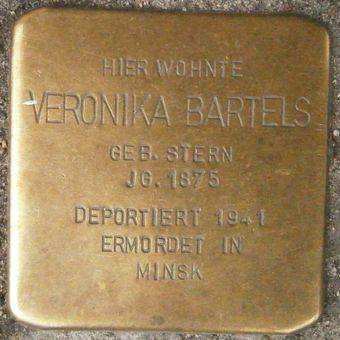 HIER WOHNTE
VERONIKA BARTELS
GEB. STERN
JG. 1875
DEPORTIERT 1941
ERMORDET IN
MINSK